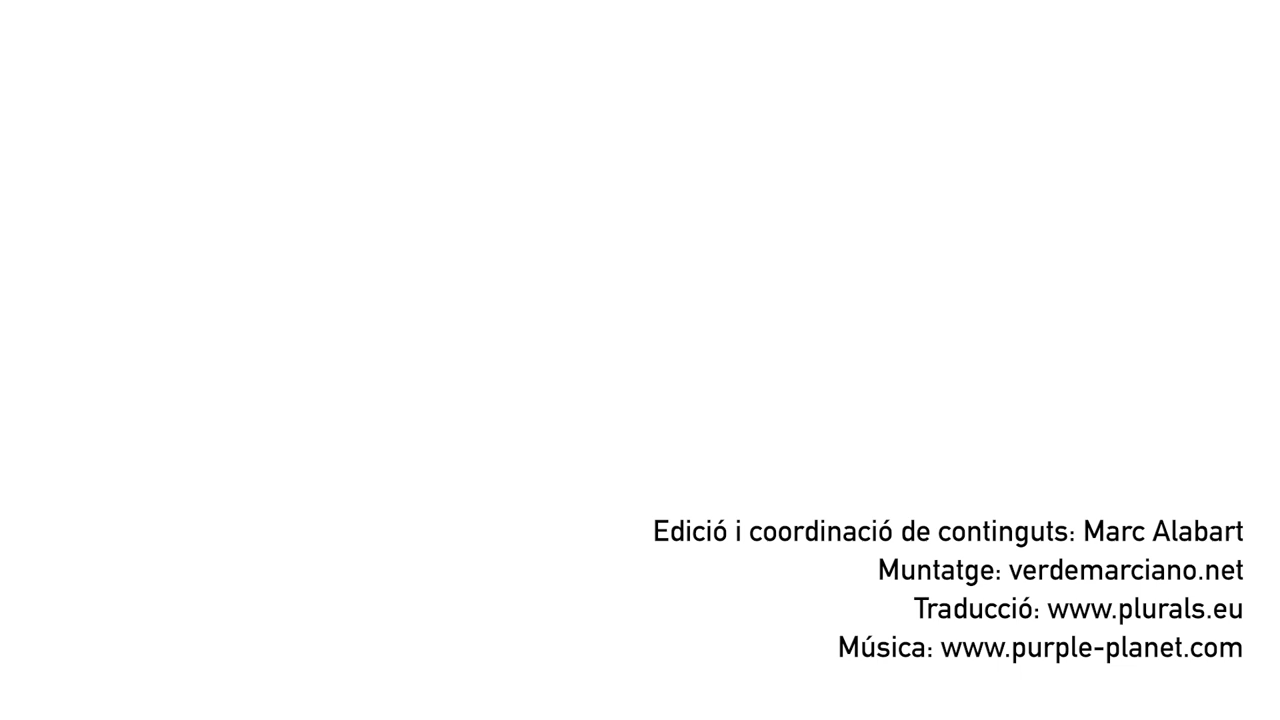 Edició i coordinació de continguts: Marc Alabart
Muntatge: verdemarciano.net
Traducció: www.plurals.eu
Música: www.purple-planet.com